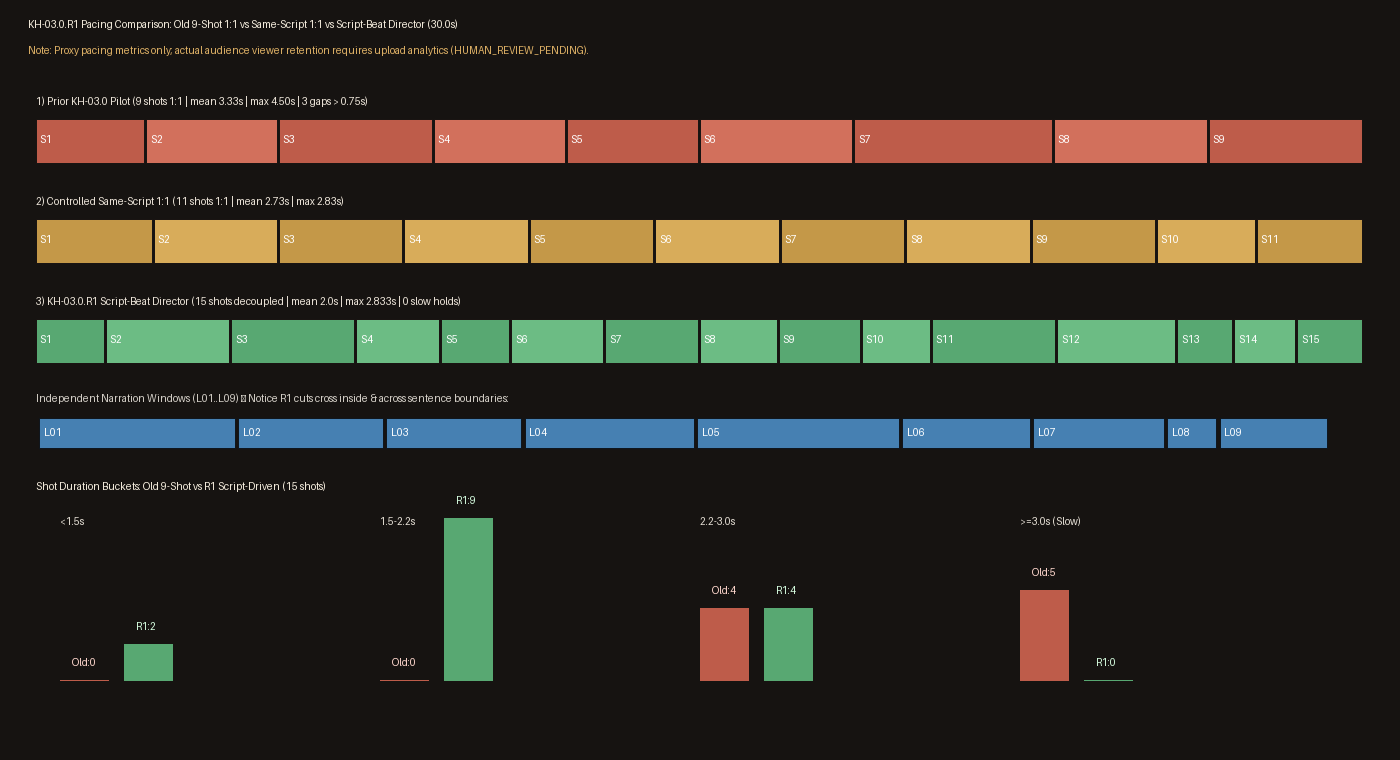 KH-03.0.R1 Pacing Comparison: Old 9-Shot 1:1 vs Same-Script 1:1 vs Script-Beat Director (30.0s)
Note: Proxy pacing metrics only; actual audience viewer retention requires upload analytics (HUMAN_REVIEW_PENDING).
1) Prior KH-03.0 Pilot (9 shots 1:1 | mean 3.33s | max 4.50s | 3 gaps > 0.75s)
S1 S2 S3 S4 S5 S6 S7 S8 S9
2) Controlled Same-Script 1:1 (11 shots 1:1 | mean 2.73s | max 2.83s)
S1 S2 S3 S4 S5 S6 S7 S8 S9 S10 S11
3) KH-03.0.R1 Script-Beat Director (15 shots decoupled | mean 2.0s | max 2.833s | 0 slow holds)
S1 S2 S3 S4 S5 S6 S7 S8 S9 S10 S11 S12 S13 S14 S15
Independent Narration Windows (L01..L09) Notice R1 cuts cross inside & across sentence boundaries:
L01 L02 L03 L04 L05 L06 L07 L08 L09
Shot Duration Buckets: Old 9-Shot vs R1 Script-Driven (15 shots)
<1.5s 1.5-2.2s 2.2-3.0s >=3.0s (Slow)
Old:0 R1:2 Old:0 R1:9 Old:4 R1:4 Old:5 R1:0